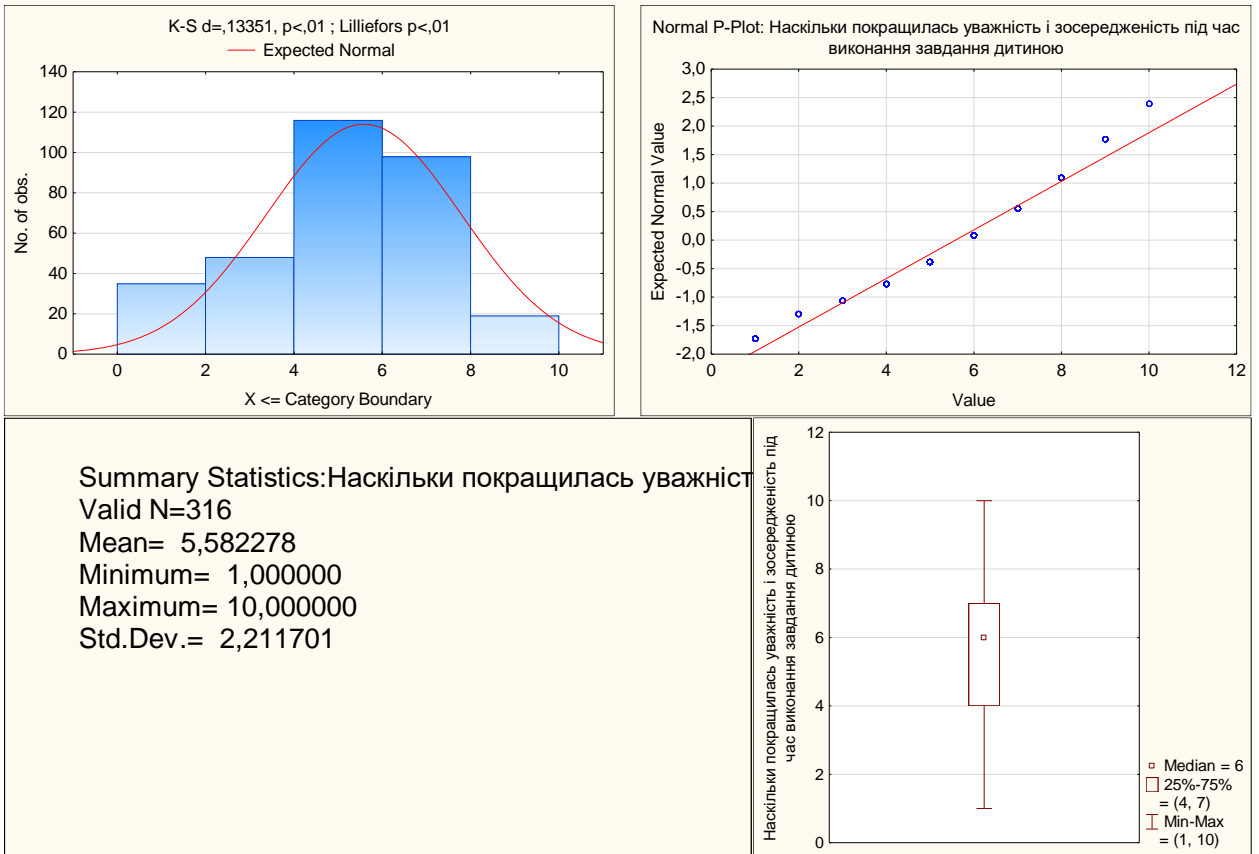 K-S d=,13351, p<,01 ; Lilliefors p<,01
Expected Normal
140
120
100
80
60
40
20
0
No. of obs.
0 2 4 6 8 10
X <= Category Boundary
Normal P-Plot: Наскільки покращилась уважність і зосередженість під час
виконання завдання дитиною
3,0
2,5
2,0
1,5
1,0
0,5
0,0
-0,5
-1,0
-1,5
-2,0
Expected Normal Value
0 2 4 6 8 10 12
Value
Summary Statistics:Наскільки покращилась уважніст
Valid N=316
Mean= 5,582278
Minimum= 1,000000
Maximum= 10,000000
Std.Dev.= 2,211701
Наскільки покращилась уважність і зосередженість під
час виконання завдання дитиною
12
10
8
6
4
2
0
Median = 6
25%-75%
= (4, 7)
Min-Max
= (1, 10)